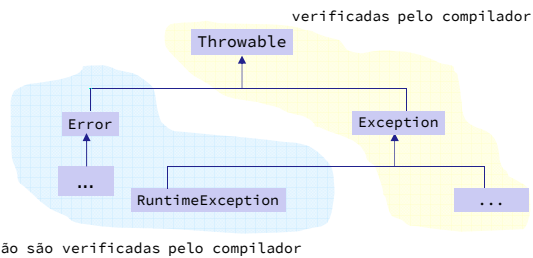 verificadas pelo compilador
Throwable
Error
Exception
...
RuntimeException
...
ão são verificadas pelo compilador